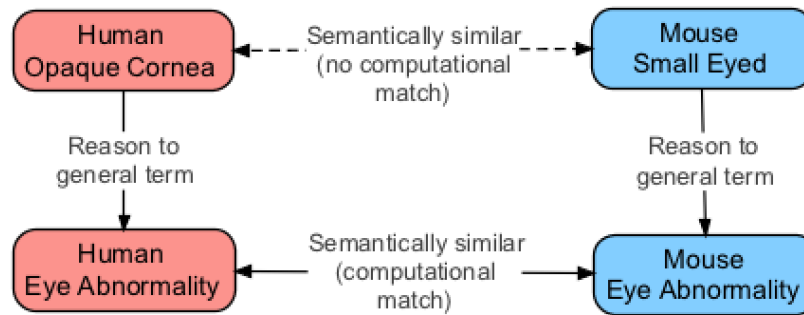 Human
Opaque Cornea
Semantically similar
(no computational
match)
Mouse
Small Eyed
Reason to
general term
Reason to
general term
Human
Eye Abnormality
Semantically similar
(computational
match)
Mouse
Eye Abnormality